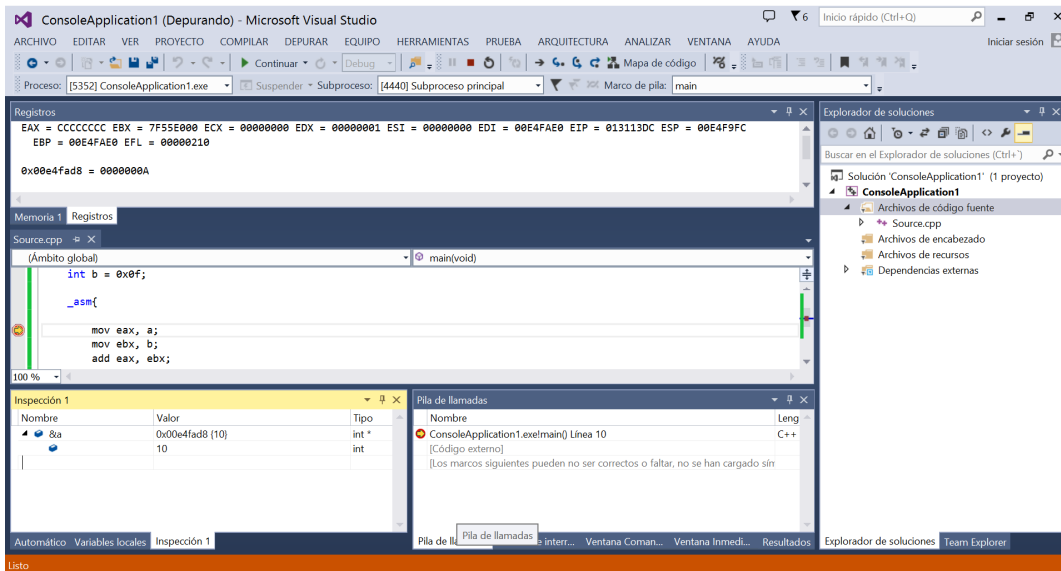 ConsoleApplication1 (Depurando) - Microsoft Visual Studio
6
Inicio rápido (Ctrl+Q)
ARCHIVO EDITAR VER PROYECTO COMPILAR DEPURAR EQUIPO HERRAMIENTAS PRUEBA ARQUITECTURA ANALIZAR VENTANA AYUDA
Iniciar sesión
Continuar
Debug
Mapa de código
Proceso: [5352] ConsoleApplication1.exe
Suspender
Subproceso: [4440] Subproceso principal
Marco de pila: main
Registros
EAX = CCCCCCCC EBX = 7F55E000 ECX = 00000000 EDX = 00000001 ESI = 00000000 EDI = 00E4FAE0 EIP = 013113DC ESP = 00E4F9FC
EBP = 00E4FAE0 EFL = 00000210
0x00e4fad8 = 0000000A
Memoria 1 Registros
Source.cpp
(Ámbito global)
main(void)
int b = 0x0f;
_asm{
mov eax, a;
mov ebx, b;
add eax, ebx;
100 %
Inspección 1
Nombre Valor Tipo
&a 0x00e4fad8 {10} int *
10 int
Automático Variables locales Inspección 1
Pila de llamadas
Nombre Leng
ConsoleApplication1.exe!main() Línea 10 C++
[Código externo]
[Los marcos siguientes pueden no ser correctos o faltar, no se han cargado sím
Pila de llamadas
Pila de ll e interr... Ventana Coman... Ventana Inmedi... Resultados
Explorador de soluciones
Buscar en el Explorador de soluciones (Ctrl+`)
Solución 'ConsoleApplication1' (1 proyecto)
ConsoleApplication1
Archivos de código fuente
Source.cpp
Archivos de encabezado
Archivos de recursos
Dependencias externas
Explorador de soluciones Team Explorer
Listo